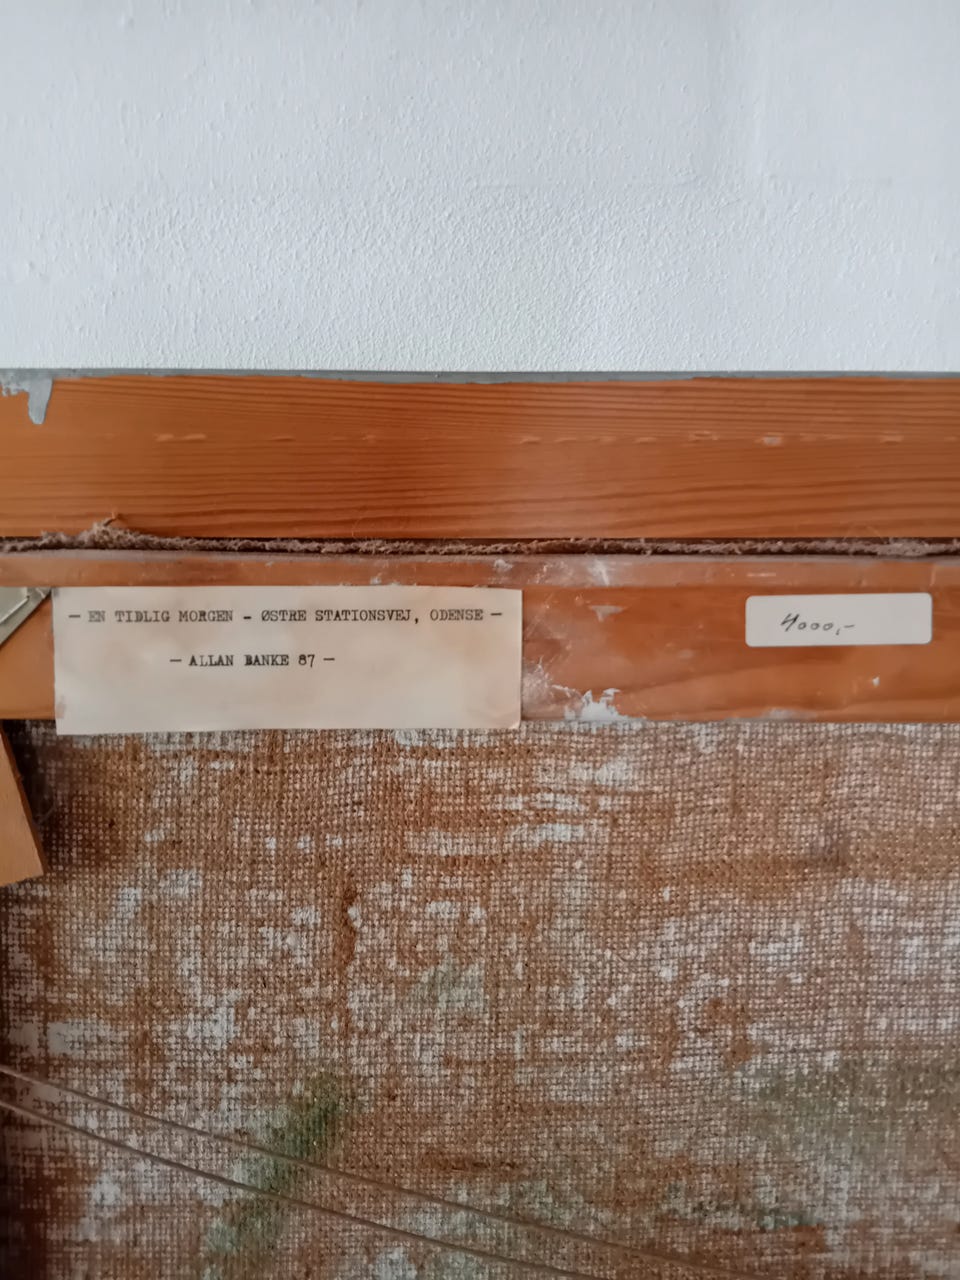 — EN TIDLIG MORGEN - ØSTRE STATIONSVEJ, ODENSE —
— ALLAN BANKE 87 —
4000,-